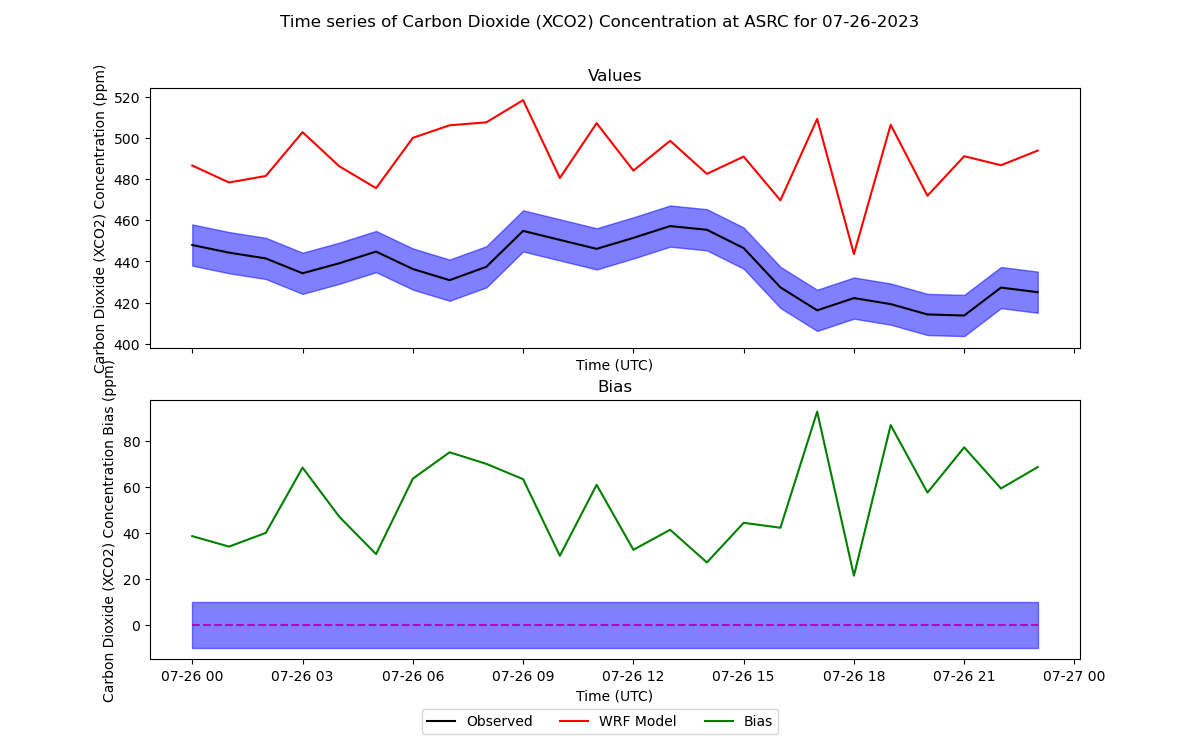 Time series of Carbon Dioxide (XCO2) Concentration at ASRC for 07-26-2023
Values
Carbon Dioxide (XCO2) Concentration (ppm)
520
500
480
460
440
420
400
Time (UTC)
Bias
Carbon Dioxide (XCO2) Concentration Bias (ppm)
80
60
40
20
0
07-26 00 07-26 03 07-26 06 07-26 09 07-26 12 07-26 15 07-26 18 07-26 21 07-27 00
Time (UTC)
Observed WRF Model Bias